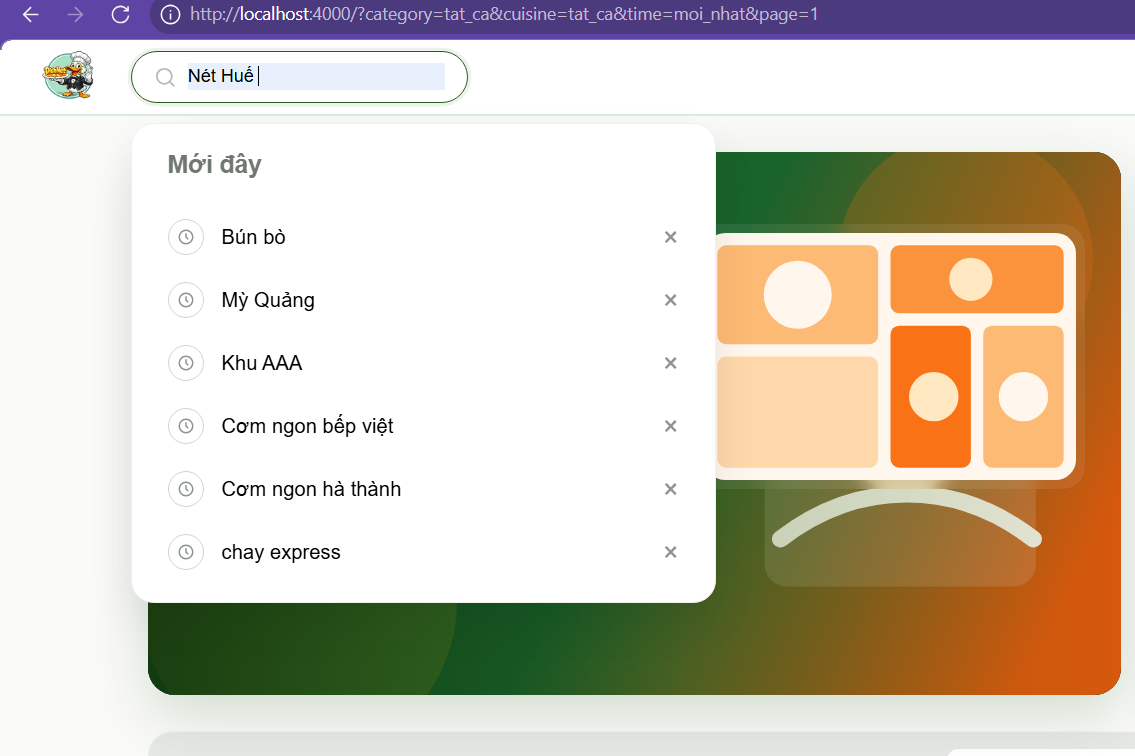 http://localhost:4000/?category=tat_ca&cuisine=tat_ca&time=moi_nhat&page=1
Nét Huế
Mới đây
Bún bò
Mỳ Quảng
Khu AAA
Cơm ngon bếp việt
Cơm ngon hà thành
chay express